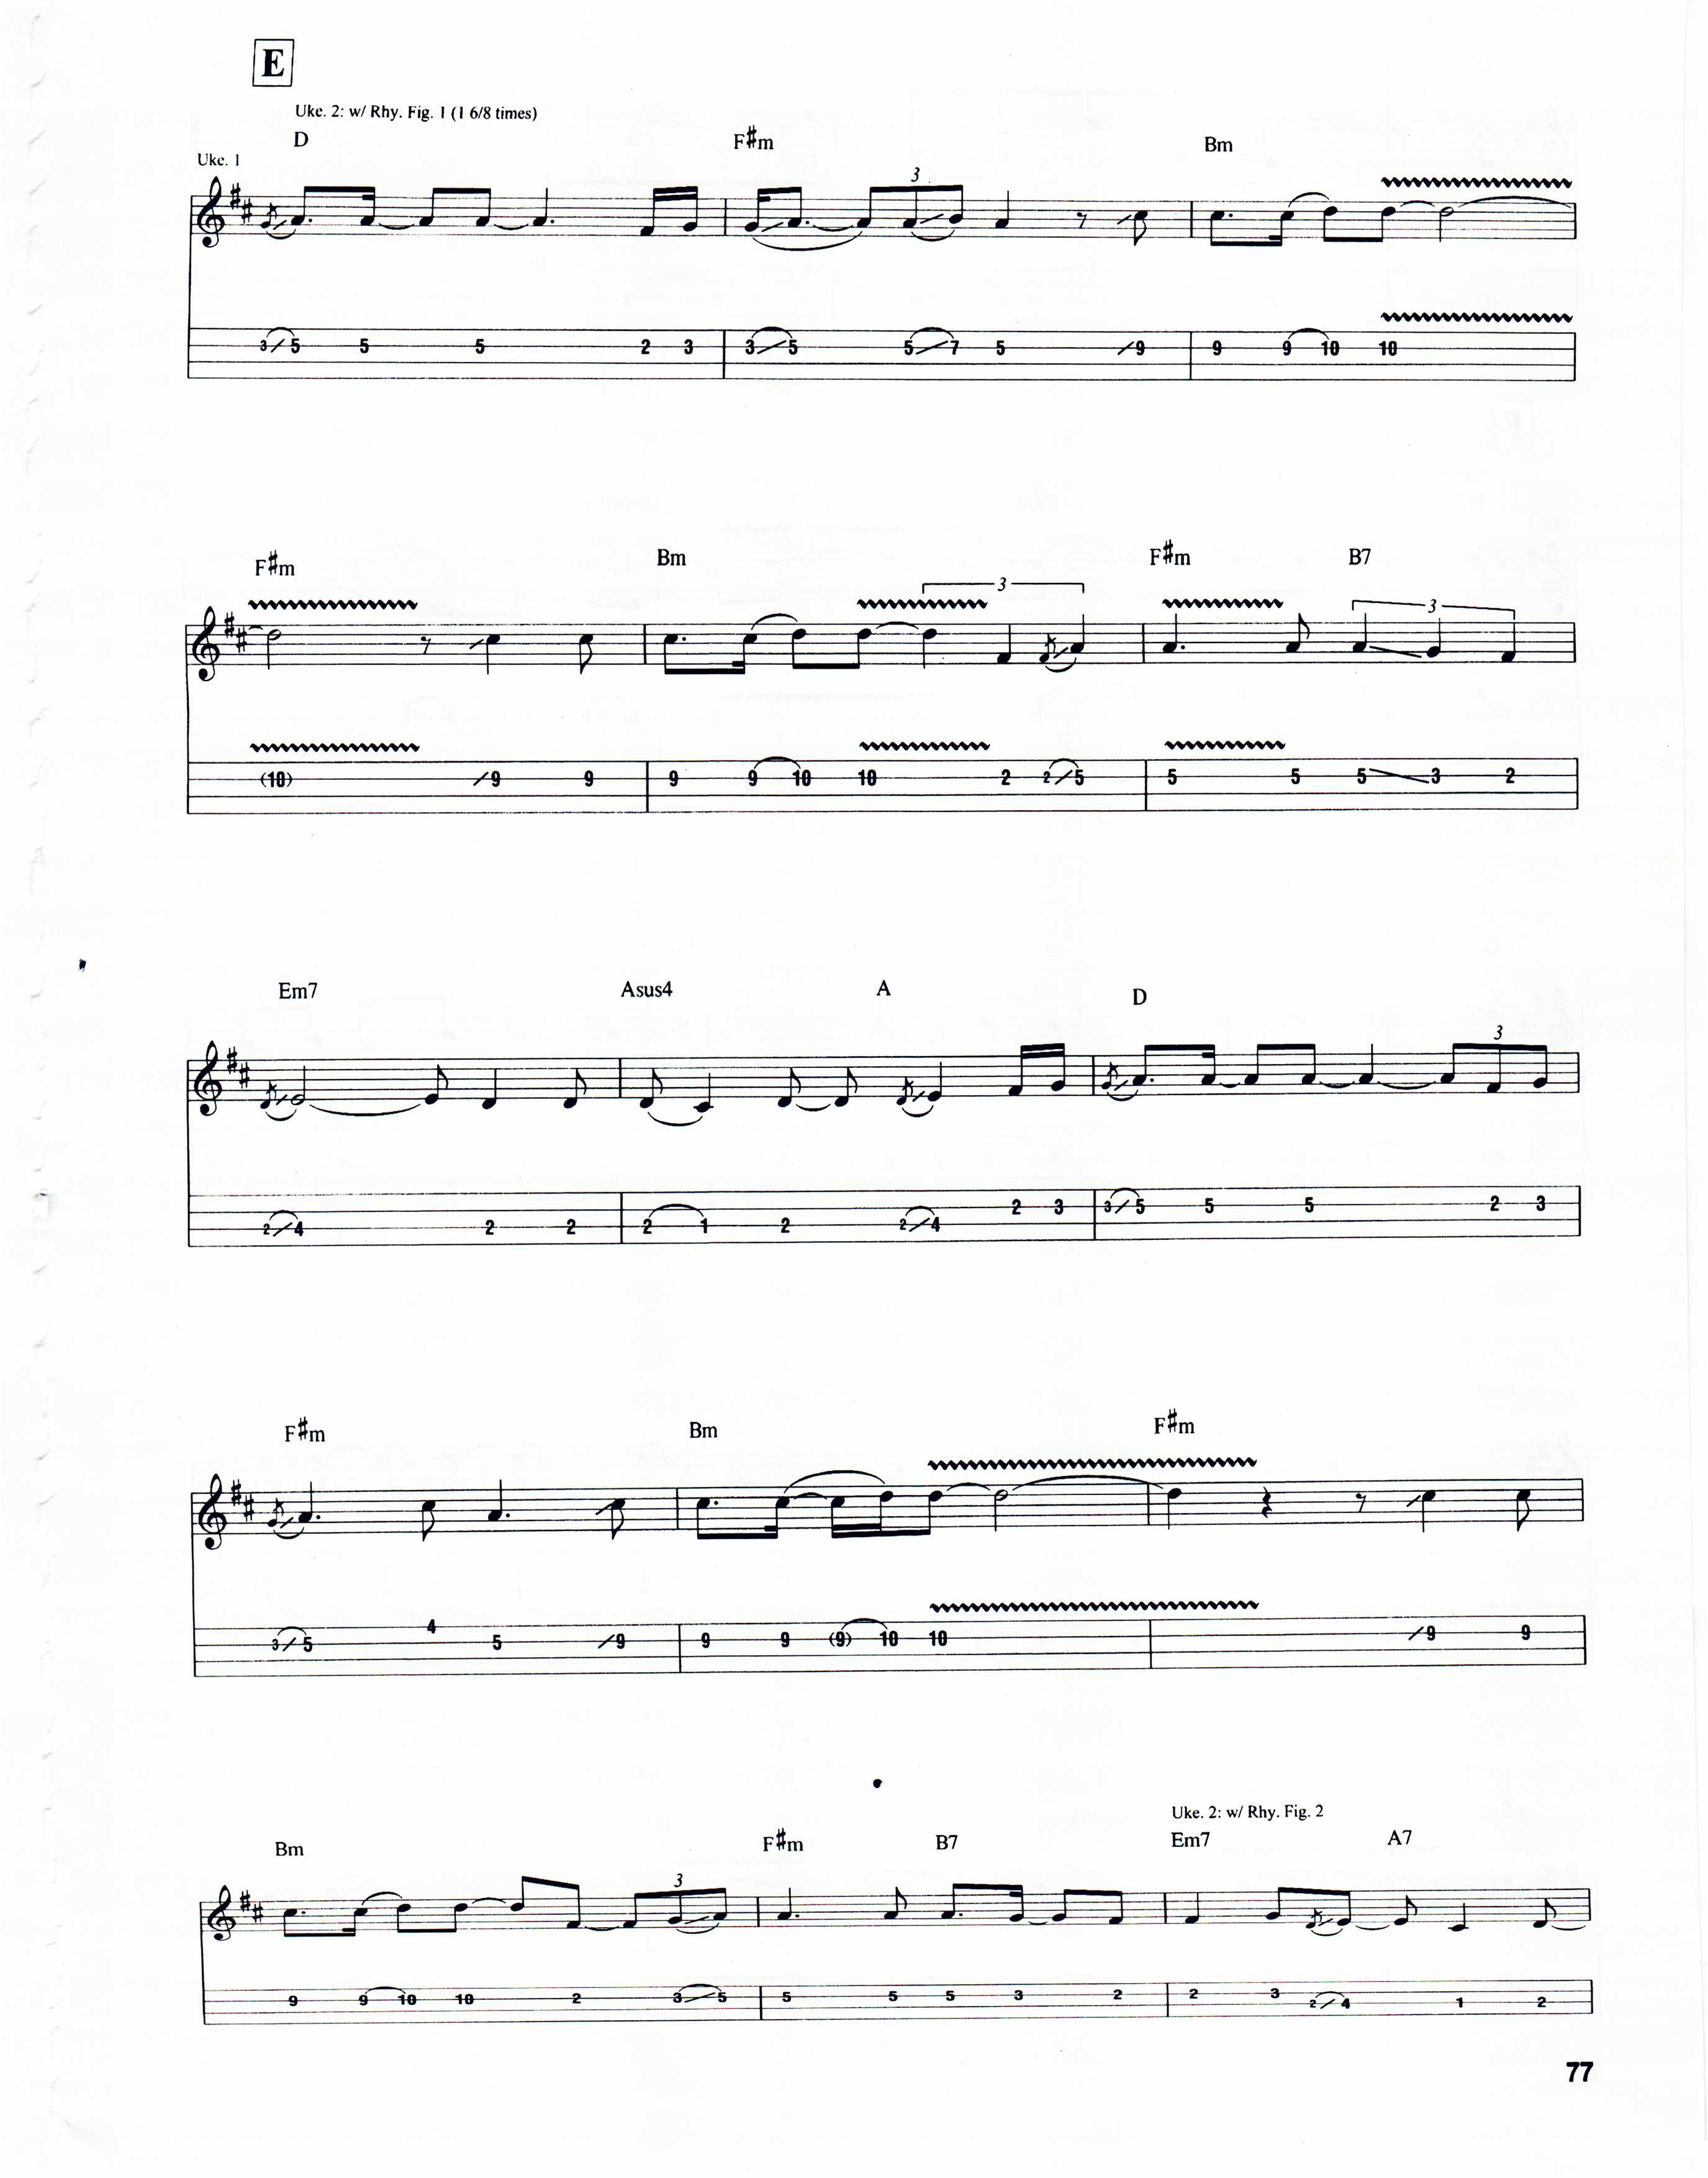 E
Uke. 2: w/ Rhy. Fig. 1 (1 6/8 times)
D F#m Bm
Uke. 1
3
3 5 5 5 2 3 3 5 5 7 5 9 9 9 10 10
F#m Bm F#m B7
3 3
(10) 9 9 9 9 10 10 2 2 5 5 5 5 3 2
Em7 Asus4 A D
3
2 4 2 2 2 1 2 2 4 2 3 3 5 5 5 2 3
F#m Bm F#m
3 5 4 5 9 9 9 (9) 10 10 9 9
Uke. 2: w/ Rhy. Fig. 2
Bm F#m B7 Em7 A7
3
9 9 10 10 2 3 5 5 5 5 3 2 2 3 2 4 1 2
77